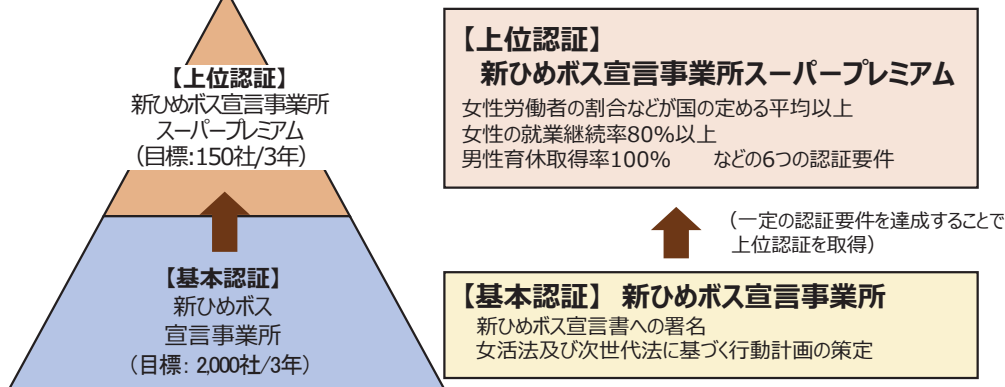 【上位認証】
新ひめボス宣言事業所
スーパープレミアム
(目標:150社/3年)
【基本認証】
新ひめボス
宣言事業所
(目標: 2,000社/3年)
【上位認証】
新ひめボス宣言事業所スーパープレミアム
女性労働者の割合などが国の定める平均以上
女性の就業継続率80%以上
男性育休取得率100% などの6つの認証要件
(一定の認証要件を達成することで
上位認証を取得)
【基本認証】 新ひめボス宣言事業所
新ひめボス宣言書への署名
女活法及び次世代法に基づく行動計画の策定